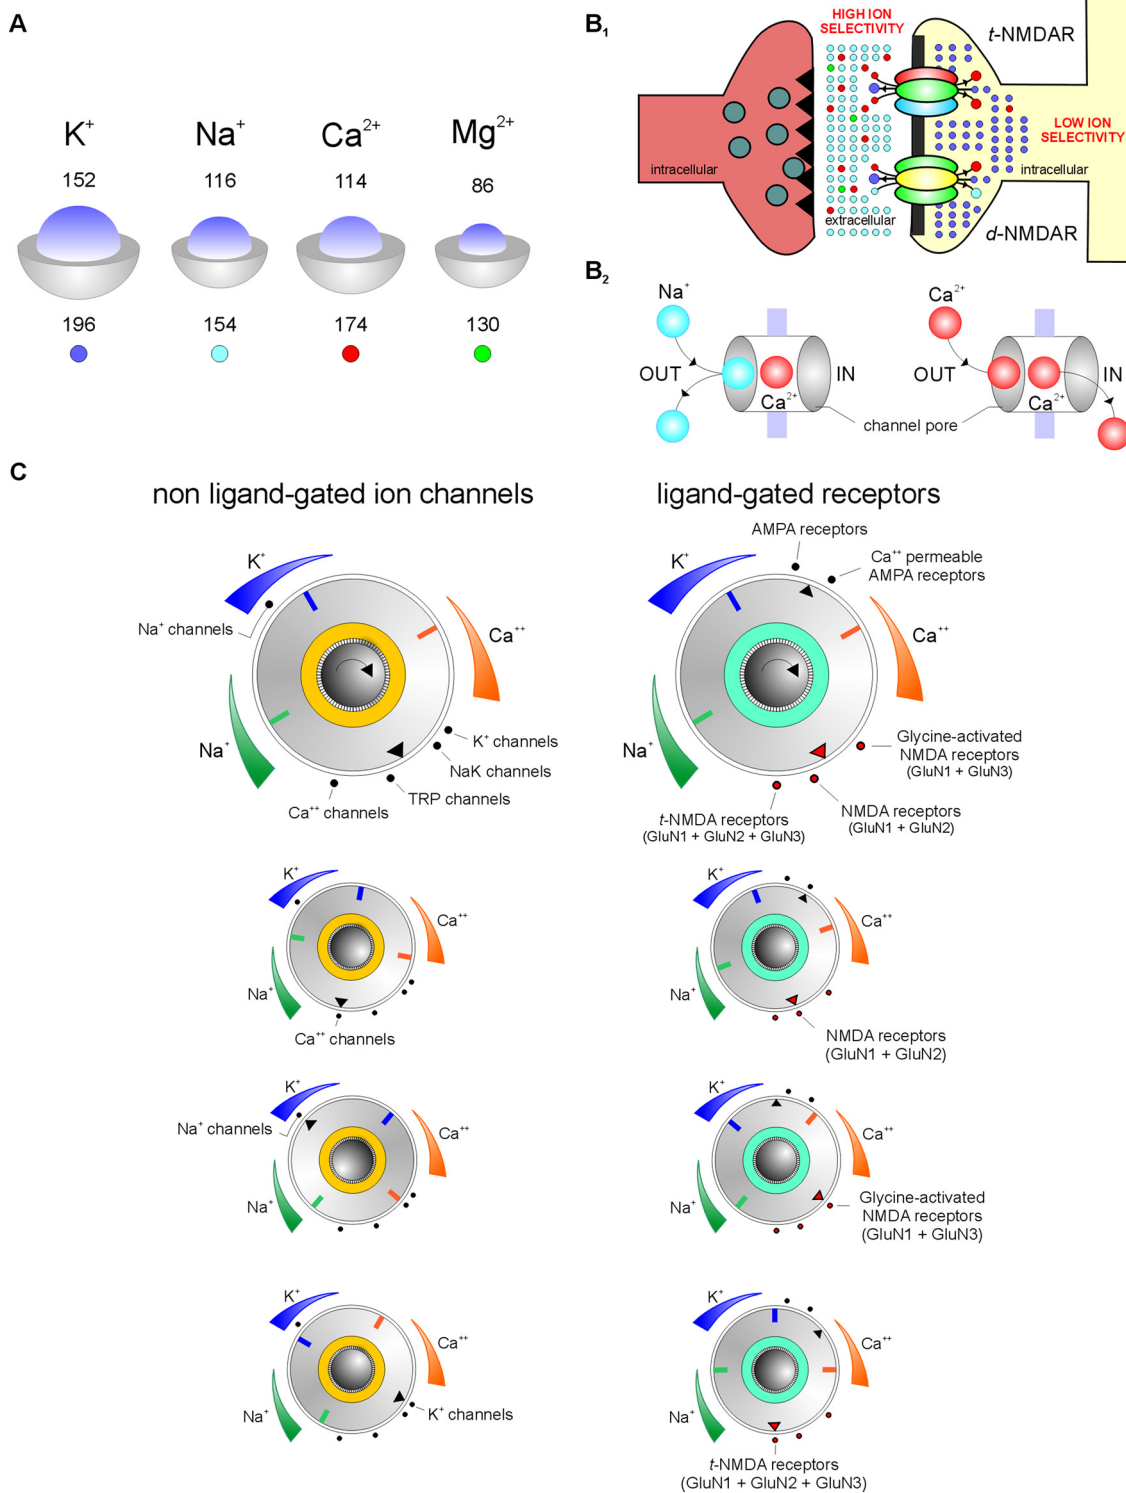 A
K+ Na+ Ca2+ Mg2+
152 116 114 86
196 154 174 130
B1
HIGH ION
SELECTIVITY
t-NMDAR
LOW ION
SELECTIVITY
intracellular
intracellular
extracellular
d-NMDAR
B2
Na+
Ca2+
OUT
IN
OUT
IN
Ca2+
Ca2+
channel pore
C
non ligand-gated ion channels
ligand-gated receptors
K+
Na+ channels
Ca++
Na+
K+ channels
NaK channels
TRP channels
Ca++ channels
AMPA receptors
K+
Ca++ permeable
AMPA receptors
Ca++
Na+
Glycine-activated
NMDA receptors
(GluN1 + GluN3)
NMDA receptors
(GluN1 + GluN2)
t-NMDA receptors
(GluN1 + GluN2 + GluN3)
K+
Ca++
Na+
Ca++ channels
K+
Ca++
Na+
NMDA receptors
(GluN1 + GluN2)
K+
Na+ channels
Ca++
Na+
K+
Ca++
Na+
Glycine-activated
NMDA receptors
(GluN1 + GluN3)
K+
Ca++
Na+
K+ channels
K+
Ca++
Na+
t-NMDA receptors
(GluN1 + GluN2 + GluN3)